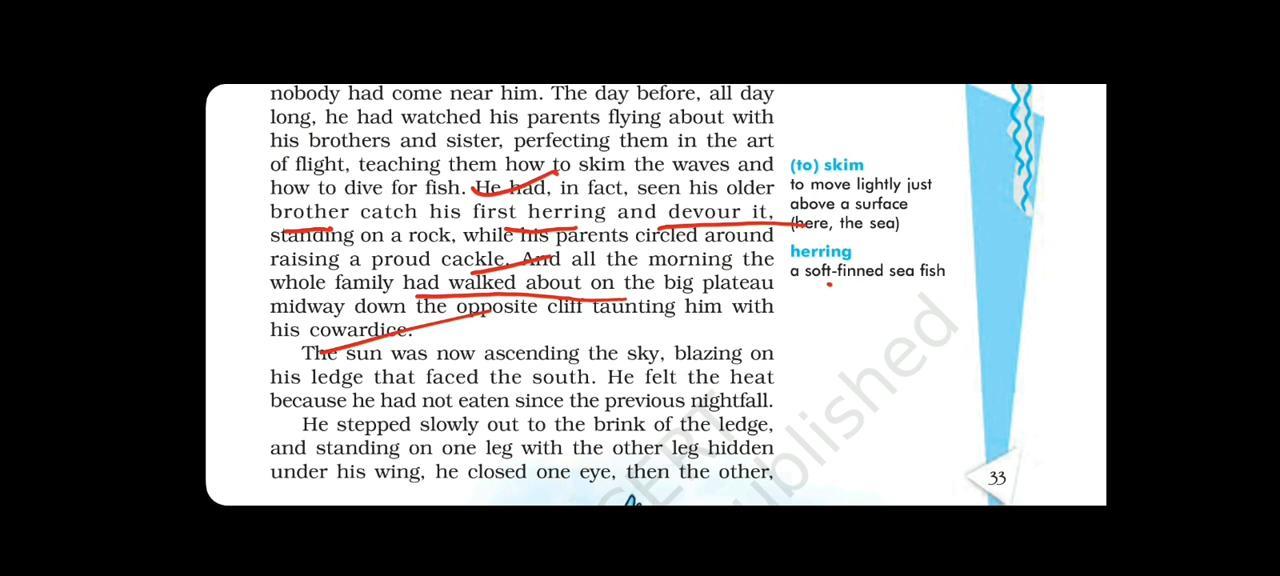 nobody had come near him. The day before, all day
long, he had watched his parents flying about with
his brothers and sister, perfecting them in the art
of flight, teaching them how to skim the waves and
how to dive for fish. He had, in fact, seen his older
brother catch his first herring and devour it,
standing on a rock, while his parents circled around
raising a proud cackle. And all the morning the
whole family had walked about on the big plateau
midway down the opposite cliff taunting him with
his cowardice.
The sun was now ascending the sky, blazing on
his ledge that faced the south. He felt the heat
because he had not eaten since the previous nightfall.
He stepped slowly out to the brink of the ledge,
and standing on one leg with the other leg hidden
under his wing, he closed one eye, then the other,
(to) skim
to move lightly just
above a surface
(here, the sea)
herring
a soft-finned sea fish
33